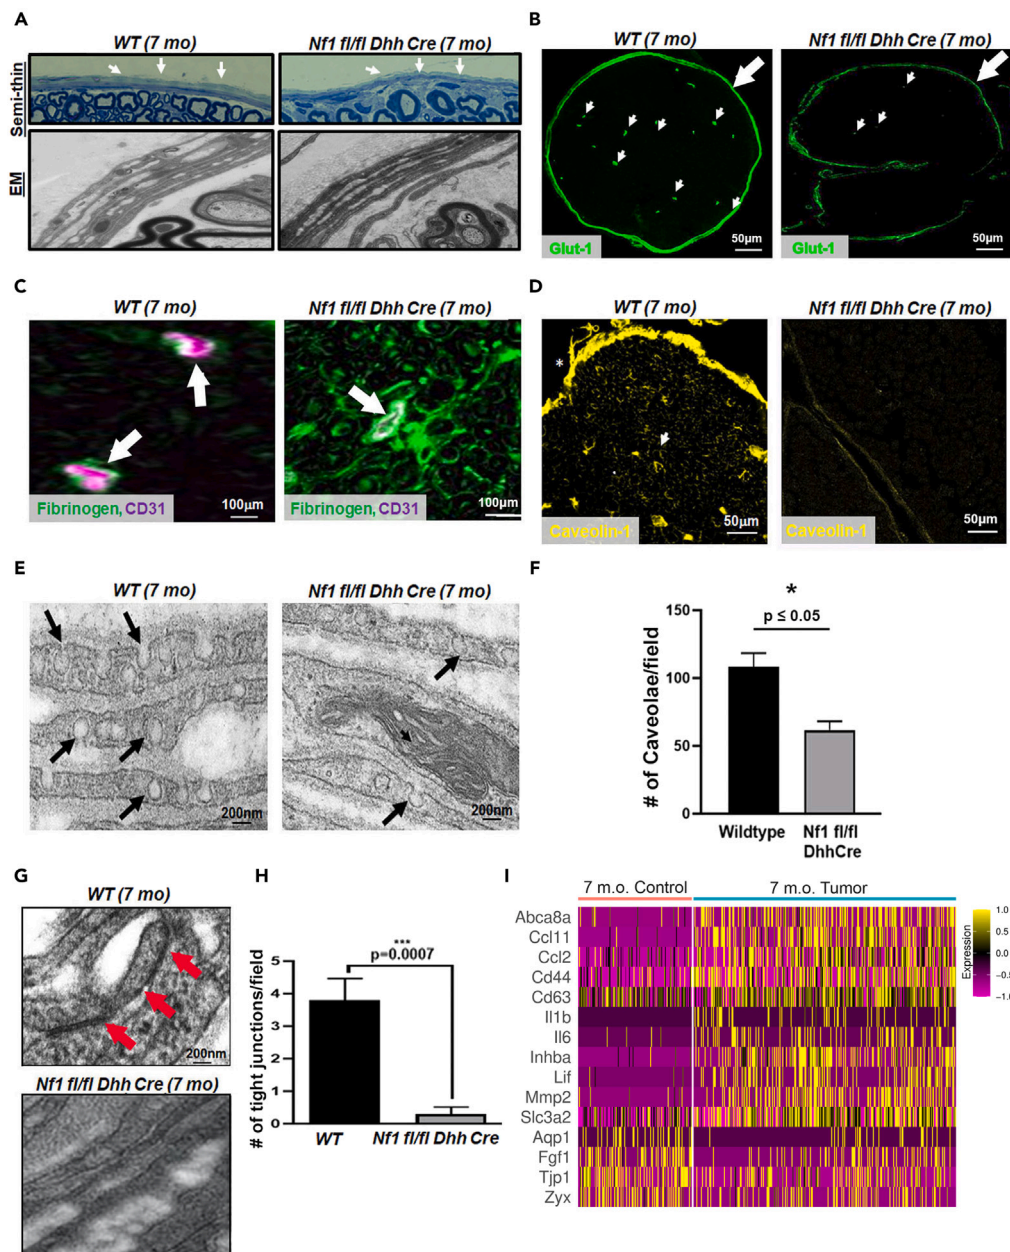 A
WT (7 mo)
Nf1 fl/fl Dhh Cre (7 mo)
Semi-thin
EM
B
WT (7 mo)
Nf1 fl/fl Dhh Cre (7 mo)
Glut-1
50µm
Glut-1
50µm
C
WT (7 mo)
Nf1 fl/fl Dhh Cre (7 mo)
Fibrinogen, CD31
100µm
Fibrinogen, CD31
100µm
D
WT (7 mo)
Nf1 fl/fl Dhh Cre (7 mo)
*
Caveolin-1
50µm
Caveolin-1
50µm
E
WT (7 mo)
Nf1 fl/fl Dhh Cre (7 mo)
200nm
200nm
F
*
p ≤ 0.05
# of Caveolae/field
150
100
50
0
Wildtype
Nf1 fl/fl
DhhCre
G
WT (7 mo)
200nm
Nf1 fl/fl Dhh Cre (7 mo)
H
***
p=0.0007
# of tight junctions/field
5
4
3
2
1
0
WT
Nf1 fl/fl Dhh Cre
I
7 m.o. Control
7 m.o. Tumor
Abca8a
Ccl11
Ccl2
Cd44
Cd63
Il1b
Il6
Inhba
Lif
Mmp2
Slc3a2
Aqp1
Fgf1
Tjp1
Zyx
Expression
1.0
0.5
0.0
−0.5
−1.0